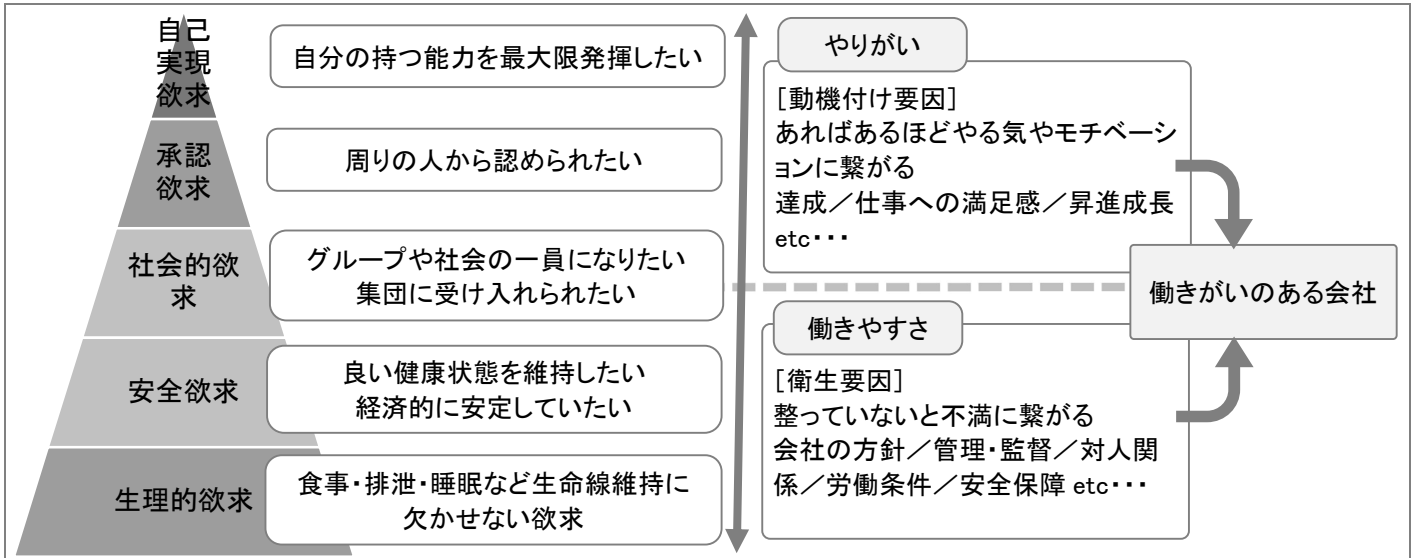 自己
実現
欲求
自分の持つ能力を最大限発揮したい
承認
欲求
周りの人から認められたい
社会的欲
求
グループや社会の一員になりたい
集団に受け入れられたい
安全欲求
良い健康状態を維持したい
経済的に安定していたい
生理的欲求
食事・排泄・睡眠など生命線維持に
欠かせない欲求
やりがい
[動機付け要因]
あればあるほどやる気やモチベーシ
ョンに繋がる
達成／仕事への満足感／昇進成長
etc・・・
働きやすさ
[衛生要因]
整っていないと不満に繋がる
会社の方針／管理・監督／対人関
係／労働条件／安全保障 etc・・・
働きがいのある会社